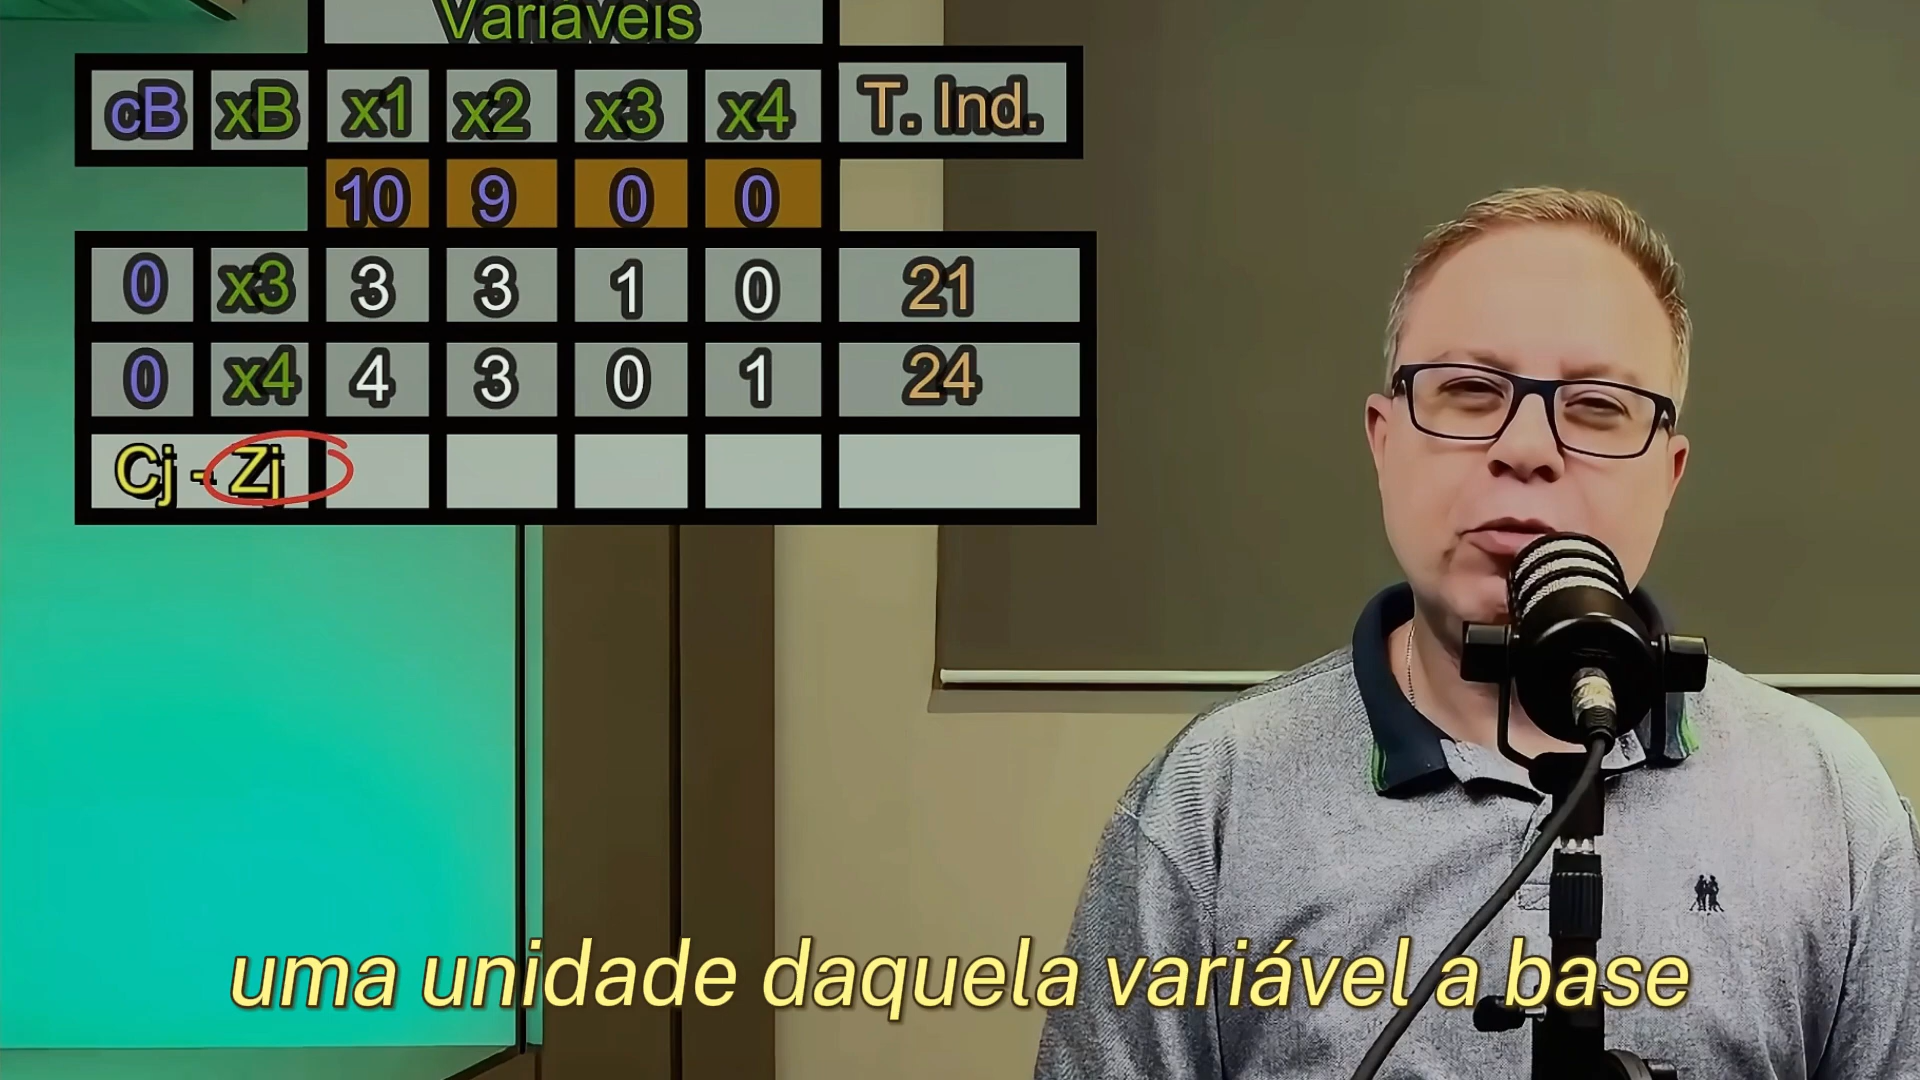 Variáveis
cB xB x1 x2 x3 x4 T. Ind.
10 9 0 0
0 x3 3 3 1 0 21
0 x4 4 3 0 1 24
Cj - Zj
uma unidade daquela variável a base